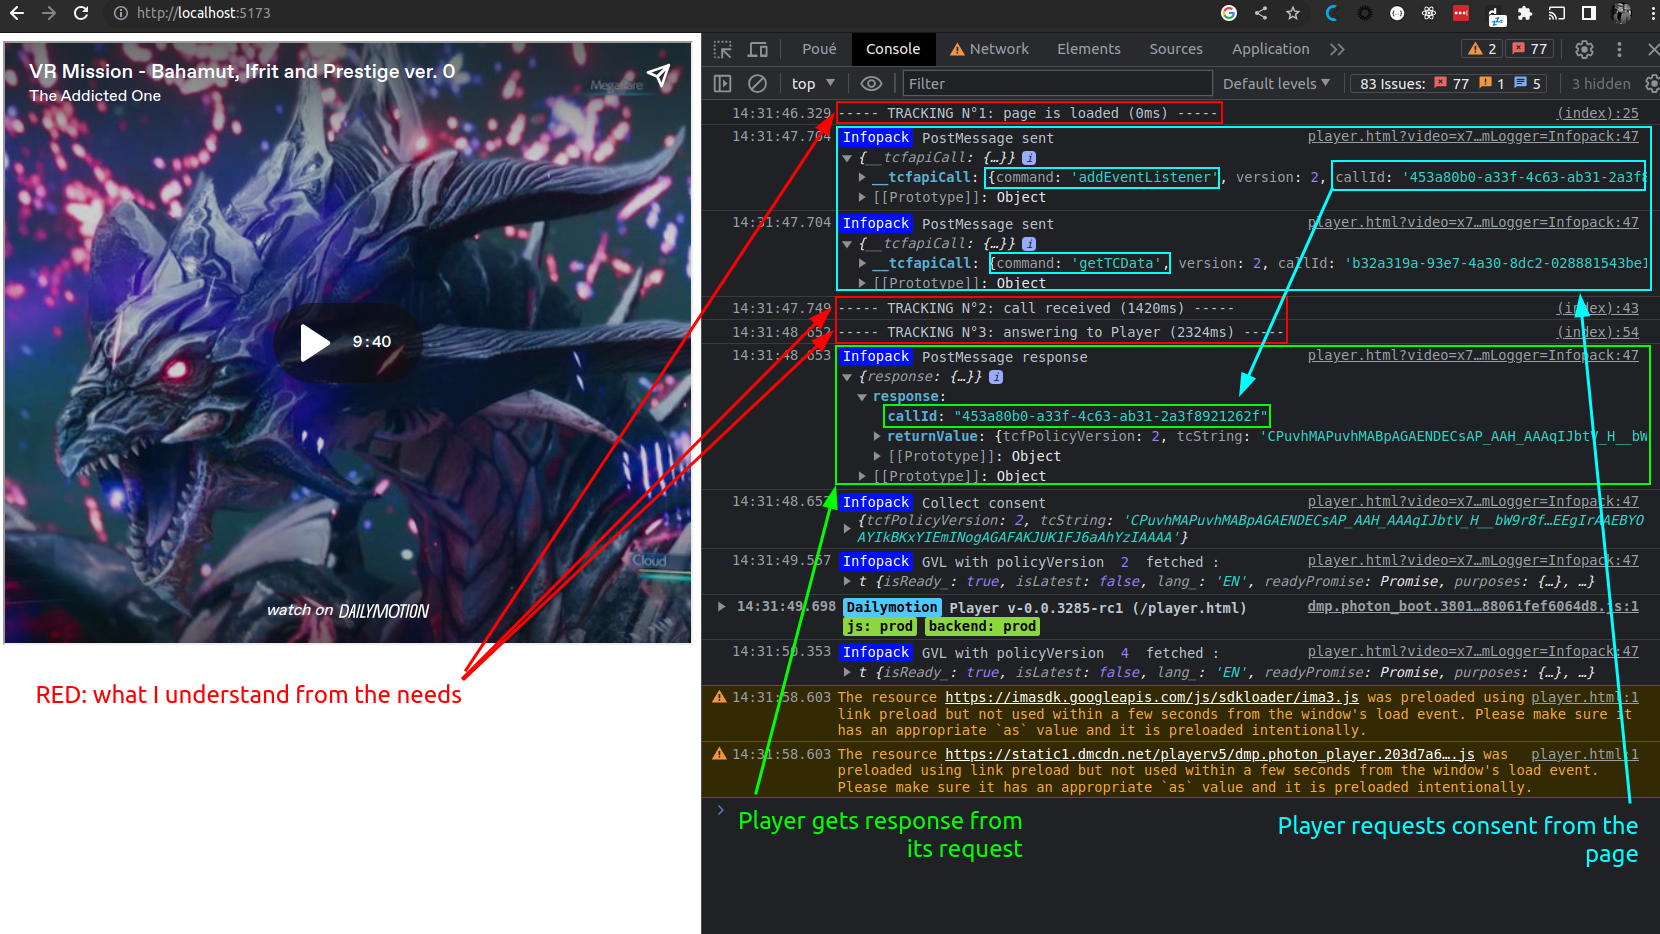 http://localhost:5173
VR Mission - Bahamut, Ifrit and Prestige ver. 0
The Addicted One
Megaflare
9:40
Cloud
watch on DAILYMOTION
RED: what I understand from the needs
Poué Console Network Elements Sources Application 2 77
top Filter Default levels 83 Issues: 77 1 5 3 hidden
14:31:46.329 ----- TRACKING N°1: page is loaded (0ms) ----- (index):25
14:31:47.704 Infopack PostMessage sent player.html?video=x7…mLogger=Infopack:47
{__tcfapiCall: {…}} i
__tcfapiCall: {command: 'addEventListener', version: 2, callId: '453a80b0-a33f-4c63-ab31-2a3f8
[[Prototype]]: Object
14:31:47.704 Infopack PostMessage sent player.html?video=x7…mLogger=Infopack:47
{__tcfapiCall: {…}} i
__tcfapiCall: {command: 'getTCData', version: 2, callId: 'b32a319a-93e7-4a30-8dc2-028881543be1
[[Prototype]]: Object
14:31:47.749 ----- TRACKING N°2: call received (1420ms) ----- (index):43
14:31:48.652 ----- TRACKING N°3: answering to Player (2324ms) ----- (index):54
14:31:48.653 Infopack PostMessage response player.html?video=x7…mLogger=Infopack:47
{response: {…}} i
response:
callId: "453a80b0-a33f-4c63-ab31-2a3f8921262f"
returnValue: {tcfPolicyVersion: 2, tcString: 'CPuvhMAPuvhMABpAGAENDECsAP_AAH_AAAqIJbtV_H__bW
[[Prototype]]: Object
[[Prototype]]: Object
14:31:48.653 Infopack Collect consent player.html?video=x7…mLogger=Infopack:47
{tcfPolicyVersion: 2, tcString: 'CPuvhMAPuvhMABpAGAENDECsAP_AAH_AAAqIJbtV_H__bW9r8f…EEgIrAAEBYO
AYIkBKxYIEmINogAGAFAKJUK1FJ6aAhYzIAAAA'}
14:31:49.557 Infopack GVL with policyVersion 2 fetched : player.html?video=x7…mLogger=Infopack:47
t {isReady_: true, isLatest: false, lang_: 'EN', readyPromise: Promise, purposes: {…}, …}
14:31:49.698 Dailymotion Player v-0.0.3285-rc1 (/player.html) dmp.photon_boot.3801…88061fef6064d8.js:1
js: prod backend: prod
14:31:50.353 Infopack GVL with policyVersion 4 fetched : player.html?video=x7…mLogger=Infopack:47
t {isReady_: true, isLatest: false, lang_: 'EN', readyPromise: Promise, purposes: {…}, …}
14:31:58.603 The resource https://imasdk.googleapis.com/js/sdkloader/ima3.js was preloaded using player.html:1
link preload but not used within a few seconds from the window's load event. Please make sure it
has an appropriate `as` value and it is preloaded intentionally.
14:31:58.603 The resource https://static1.dmcdn.net/playerv5/dmp.photon_player.203d7a6….js was player.html:1
preloaded using link preload but not used within a few seconds from the window's load event.
Please make sure it has an appropriate `as` value and it is preloaded intentionally.
Player gets response from
its request
Player requests consent from the
page